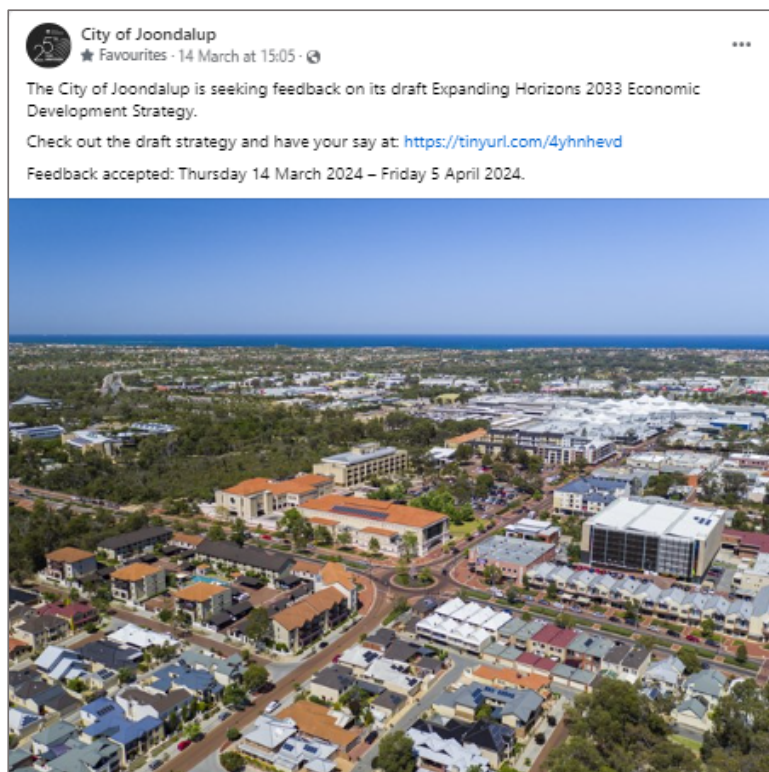 City of Joondalup
Favourites · 14 March at 15:05 ·
The City of Joondalup is seeking feedback on its draft Expanding Horizons 2033 Economic
Development Strategy.
Check out the draft strategy and have your say at: https://tinyurl.com/4yhnhevd
Feedback accepted: Thursday 14 March 2024 – Friday 5 April 2024.